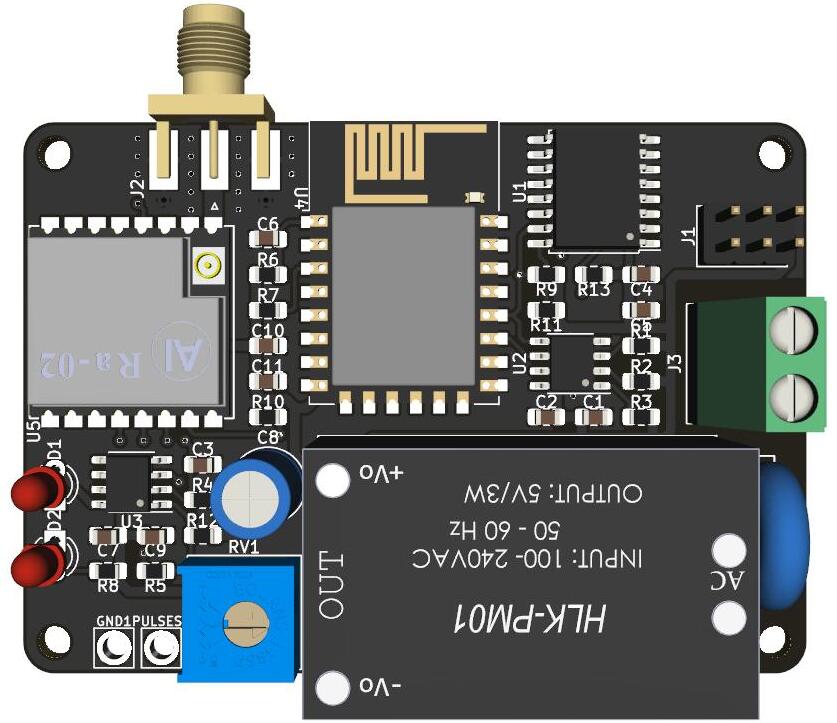 J2
U4
U1
J1
C6
R6
R7
C10
C11
R10
C8
R9
R13
C4
R11
R1
U2
R2
R3
C2
C1
J3
AI
Ra-02
U5
D1
D2
C3
R4
R12
U3
C7
C9
R8
R5
RV1
GND1
PULSES
+Vo
OUTPUT: 5V/3W
50 - 60 Hz
INPUT: 100-240VAC
OUT
AC
HLK-PM01
-Vo